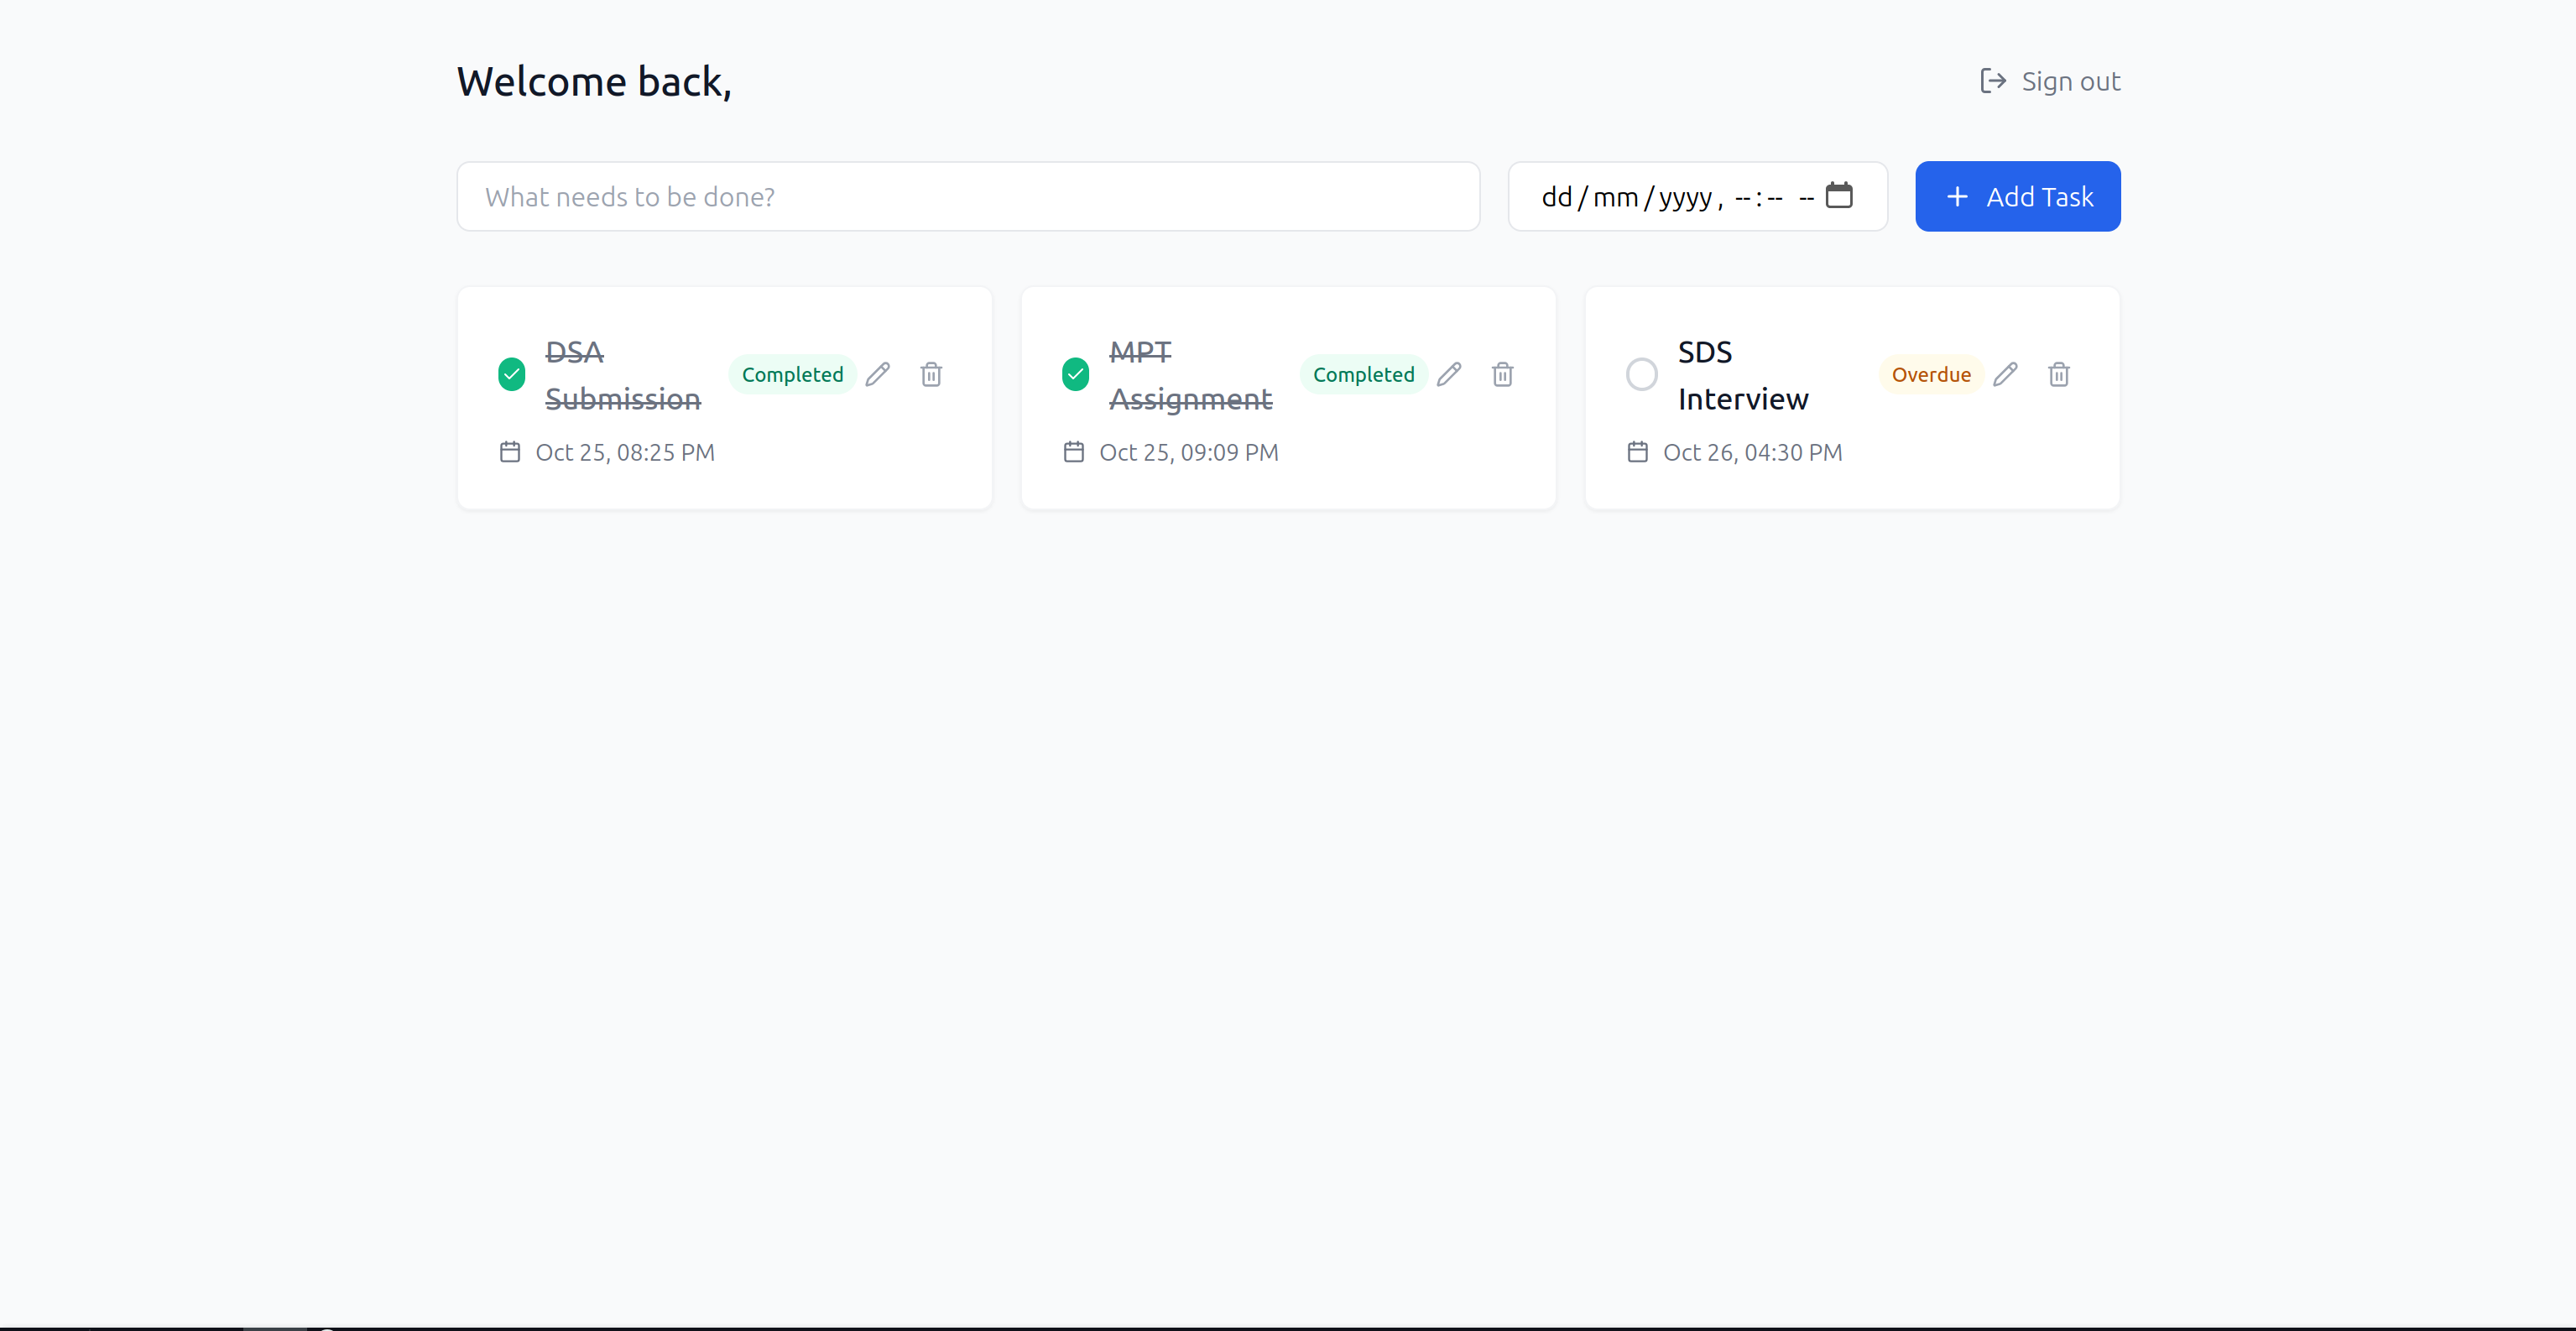 Welcome back,
Sign out
What needs to be done?
dd/mm/yyyy, --:-- --
Add Task
DSA
Submission
Completed
Oct 25, 08:25 PM
MPT
Assignment
Completed
Oct 25, 09:09 PM
SDS
Interview
Overdue
Oct 26, 04:30 PM